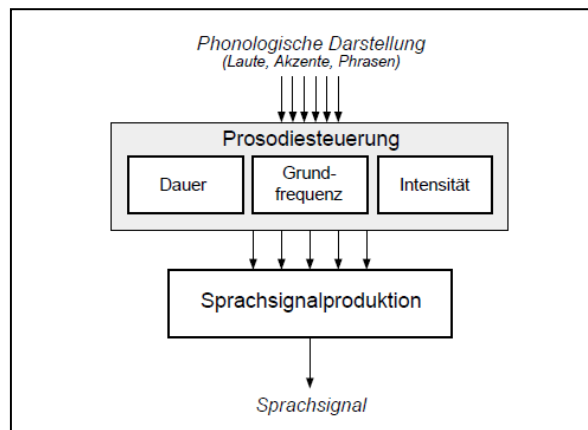 Phonologische Darstellung
(Laute, Akzente, Phrasen)
Prosodiesteuerung
Dauer
Grund-
frequenz
Intensität
Sprachsignalproduktion
Sprachsignal